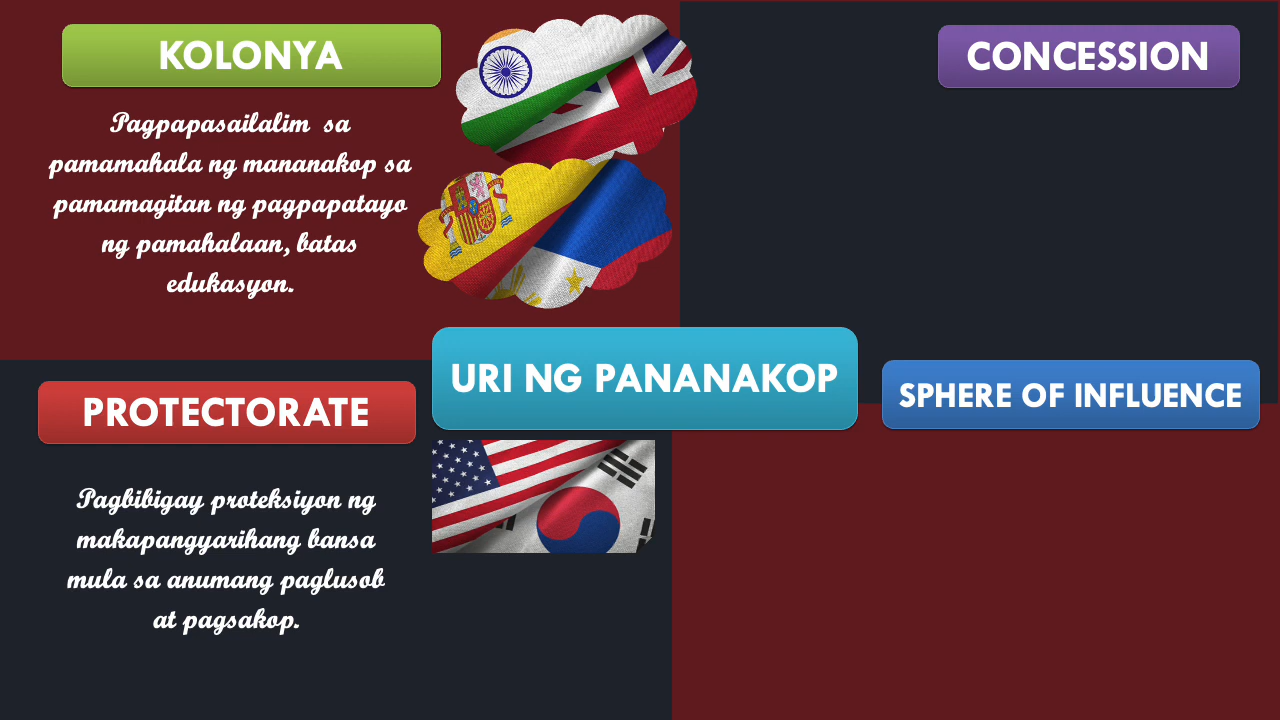 KOLONYA
Pagpapasailalim sa
pamamahala ng mananakop sa
pamamagitan ng pagpapatayo
ng pamahalaan, batas
edukasyon.
CONCESSION
URI NG PANANAKOP
PROTECTORATE
Pagbibigay proteksiyon ng
makapangyarihang bansa
mula sa anumang paglusob
at pagsakop.
SPHERE OF INFLUENCE